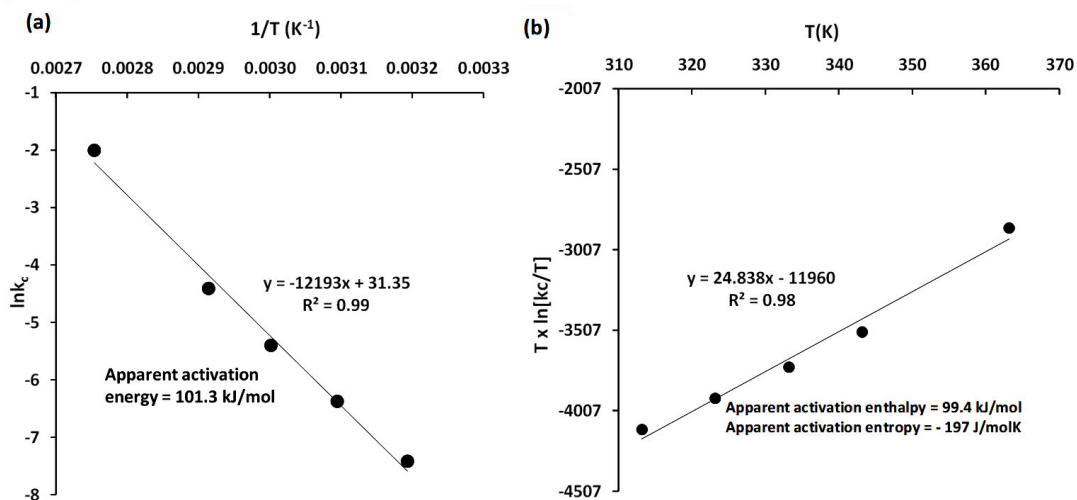 (a)
1/T (K⁻¹)
0.0027 0.0028 0.0029 0.0030 0.0031 0.0032 0.0033
-1
-2
-3
-4
-5
-6
-7
-8
lnkc
y = -12193x + 31.35
R² = 0.99
Apparent activation
energy = 101.3 kJ/mol
(b)
T(K)
310 320 330 340 350 360 370
-2007
-2507
-3007
-3507
-4007
-4507
T x ln[kc/T]
y = 24.838x - 11960
R² = 0.98
Apparent activation enthalpy = 99.4 kJ/mol
Apparent activation entropy = - 197 J/molK